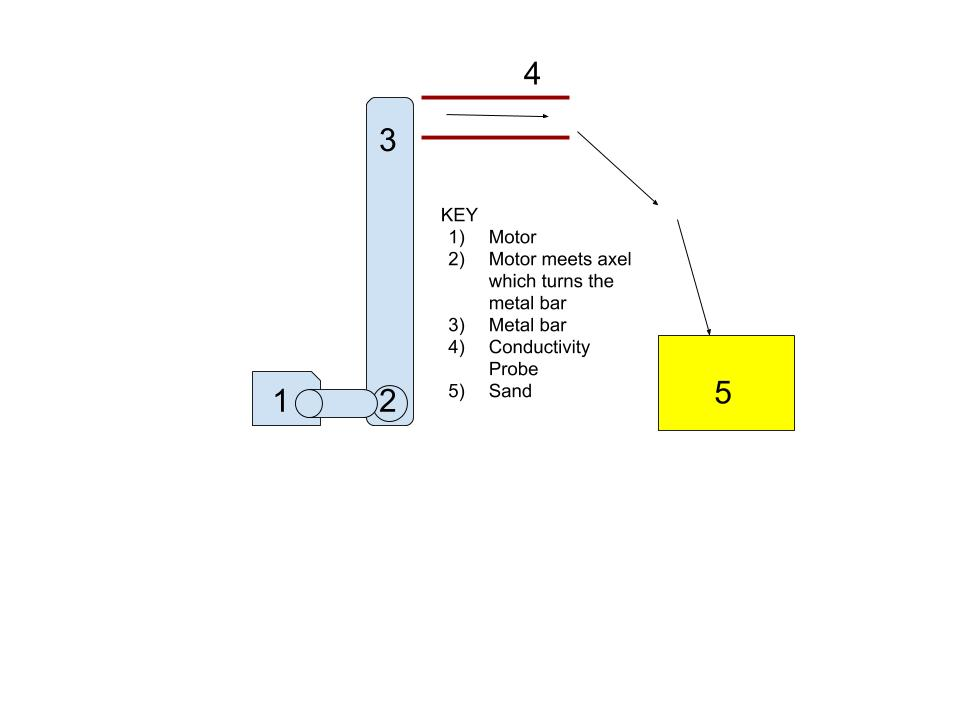 4
3
KEY
1) Motor
2) Motor meets axel
which turns the
metal bar
3) Metal bar
4) Conductivity
Probe
5) Sand
1
2
5